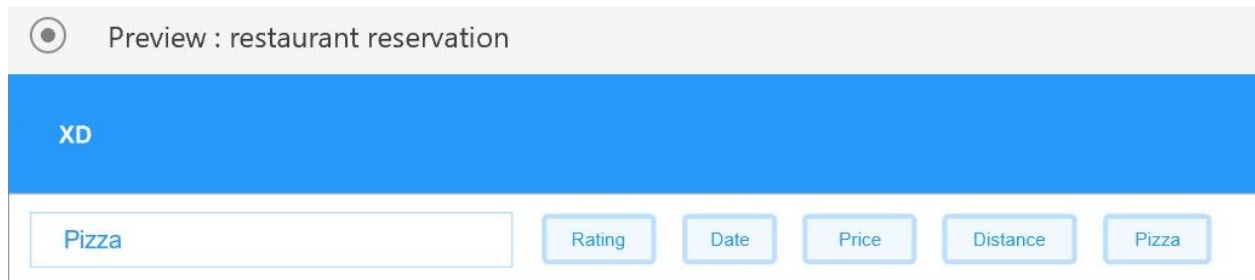 Preview : restaurant reservation
XD
Pizza Rating Date Price Distance Pizza